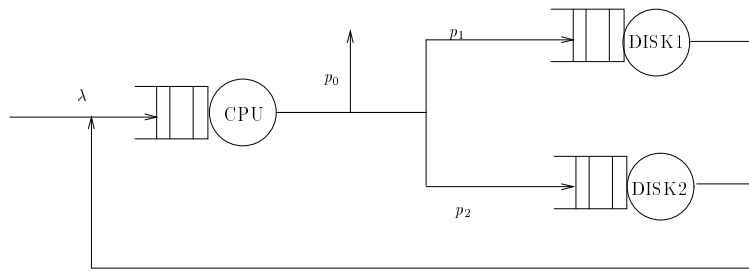 p₁
DISK1
p₀
λ
CPU
DISK2
p₂